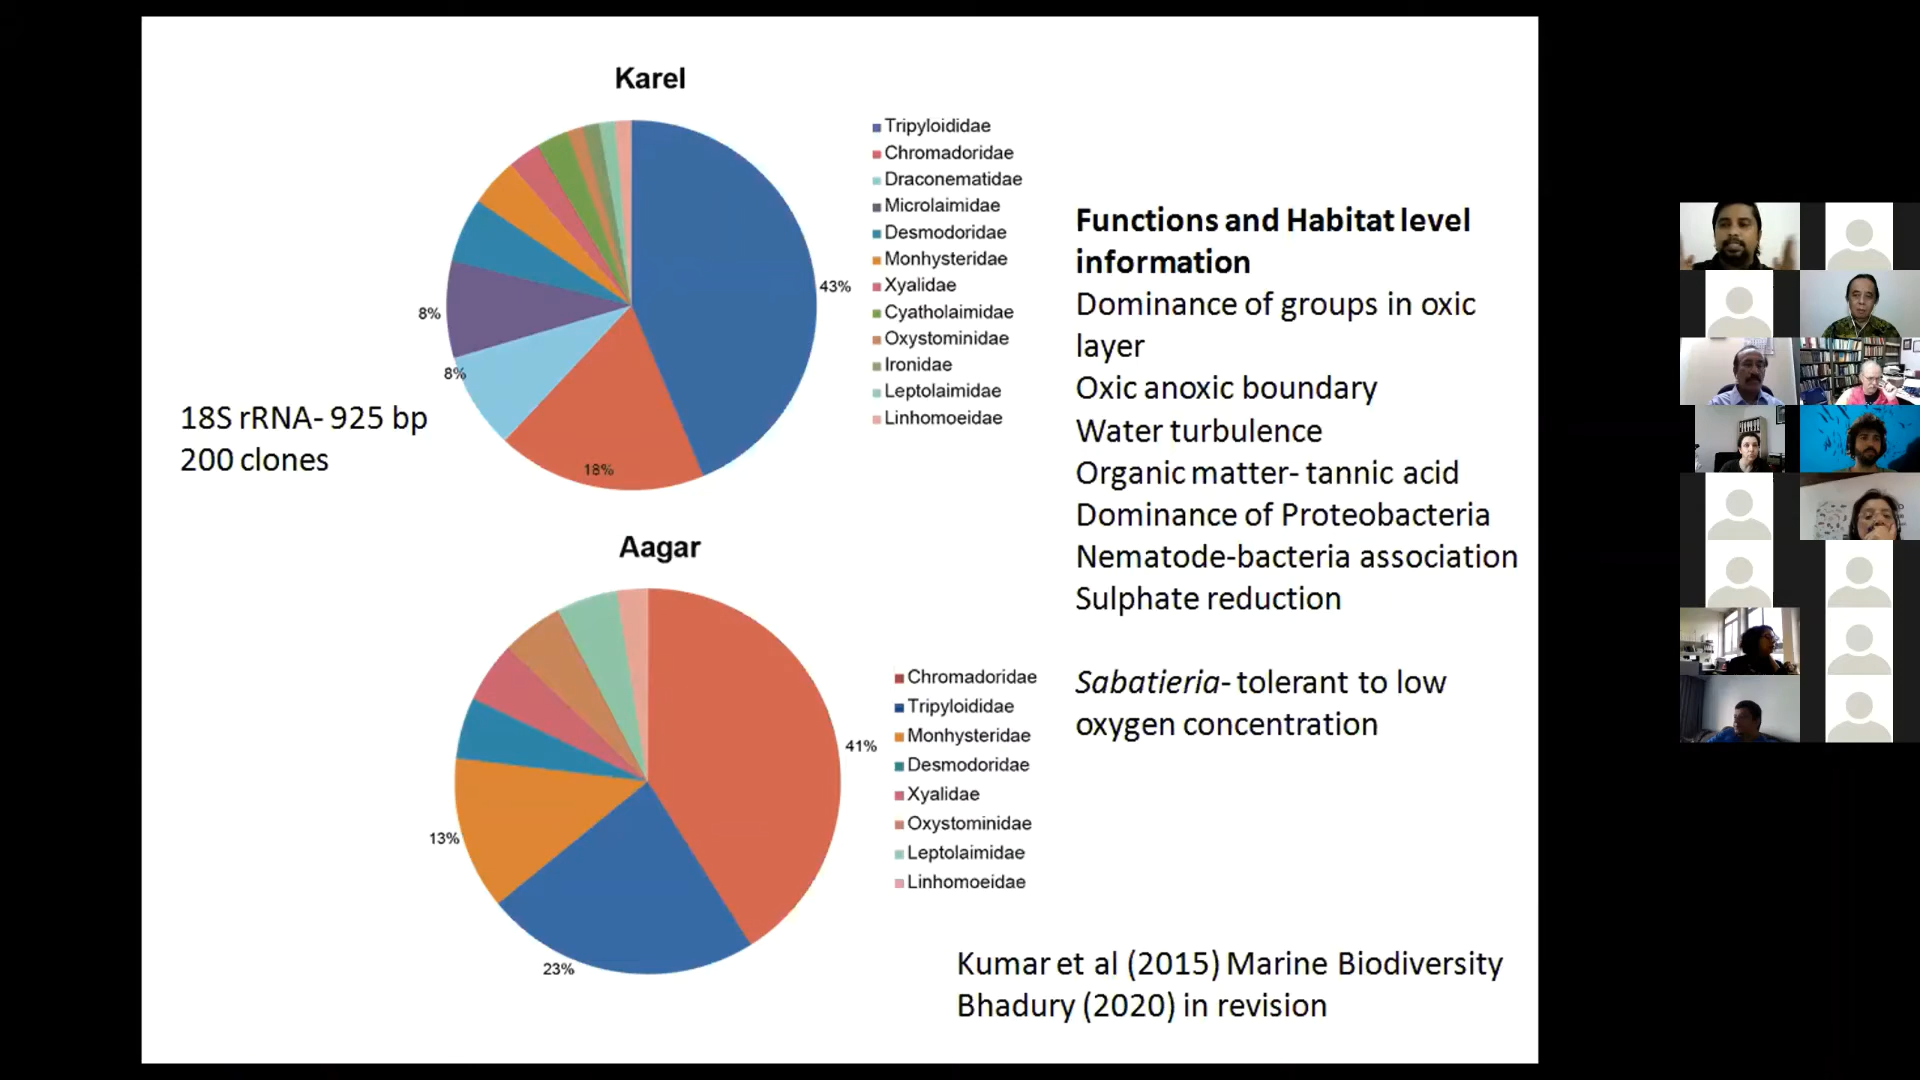 Karel
Tripyloididae
Chromadoridae
Draconematidae
Microlaimidae
Desmodoridae
Monhysteridae
Xyalidae
Cyatholaimidae
Oxystominidae
Ironidae
Leptolaimidae
Linhomoeidae
43%
8%
8%
18%
18S rRNA- 925 bp
200 clones
Functions and Habitat level
information
Dominance of groups in oxic
layer
Oxic anoxic boundary
Water turbulence
Organic matter- tannic acid
Dominance of Proteobacteria
Nematode-bacteria association
Sulphate reduction
Sabatieria- tolerant to low
oxygen concentration
Aagar
Chromadoridae
Tripyloididae
Monhysteridae
Desmodoridae
Xyalidae
Oxystominidae
Leptolaimidae
Linhomoeidae
41%
13%
23%
Kumar et al (2015) Marine Biodiversity
Bhadury (2020) in revision